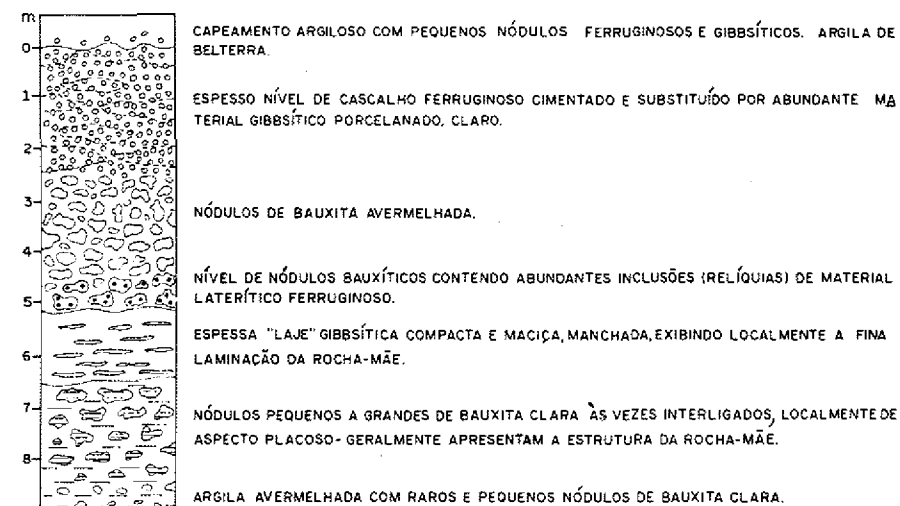 m
0
CAPEAMENTO ARGILOSO COM PEQUENOS NÓDULOS FERRUGINOSOS E GIBBSÍTICOS. ARGILA DE
BELTERRA.
1
ESPESSO NÍVEL DE CASCALHO FERRUGINOSO CIMENTADO E SUBSTITUÍDO POR ABUNDANTE MA
TERIAL GIBBSÍTICO PORCELANADO, CLARO.
2
3
NÓDULOS DE BAUXITA AVERMELHADA.
4
NÍVEL DE NÓDULOS BAUXÍTICOS CONTENDO ABUNDANTES INCLUSÕES (RELÍQUIAS) DE MATERIAL
LATERÍTICO FERRUGINOSO.
5
ESPESSA "LAJE" GIBBSÍTICA COMPACTA E MACIÇA, MANCHADA, EXIBINDO LOCALMENTE A FINA
LAMINAÇÃO DA ROCHA-MÃE.
6
7
NÓDULOS PEQUENOS A GRANDES DE BAUXITA CLARA ÀS VEZES INTERLIGADOS, LOCALMENTE DE
ASPECTO PLACOSO - GERALMENTE APRESENTAM A ESTRUTURA DA ROCHA-MÃE.
8
ARGILA AVERMELHADA COM RAROS E PEQUENOS NÓDULOS DE BAUXITA CLARA.